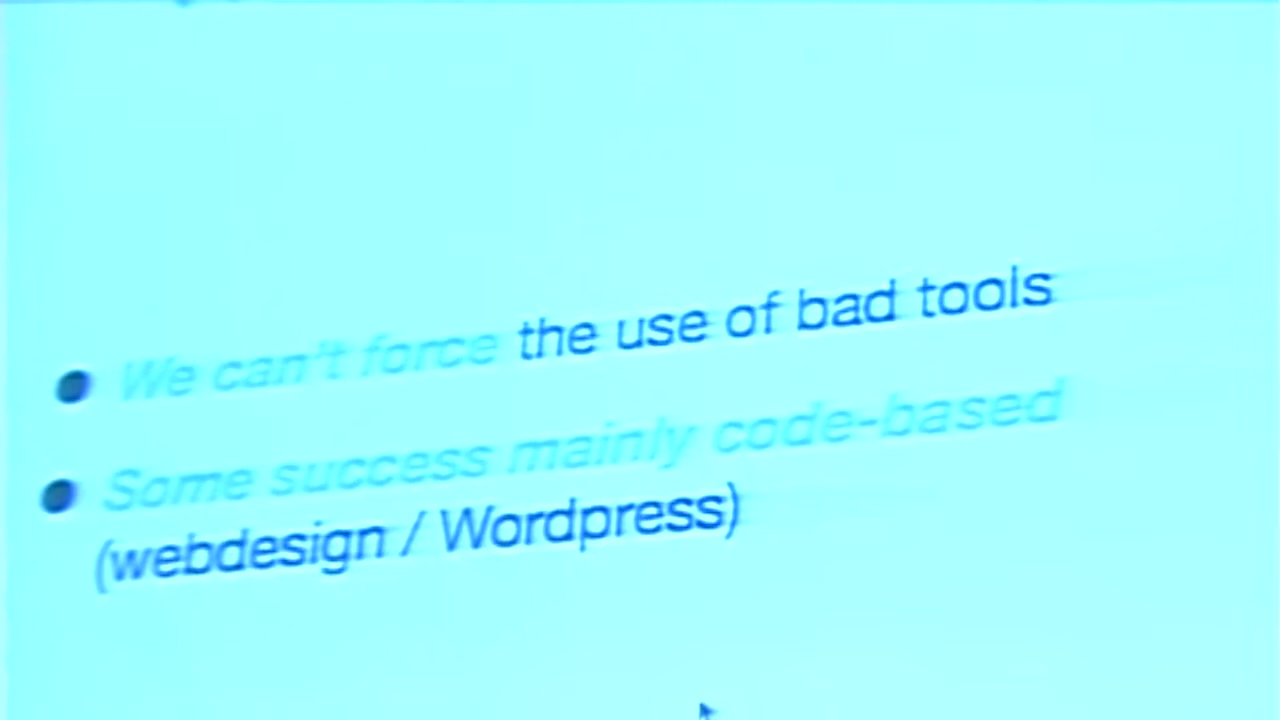 We can't force the use of bad tools
Some success mainly code-based
(webdesign / Wordpress)